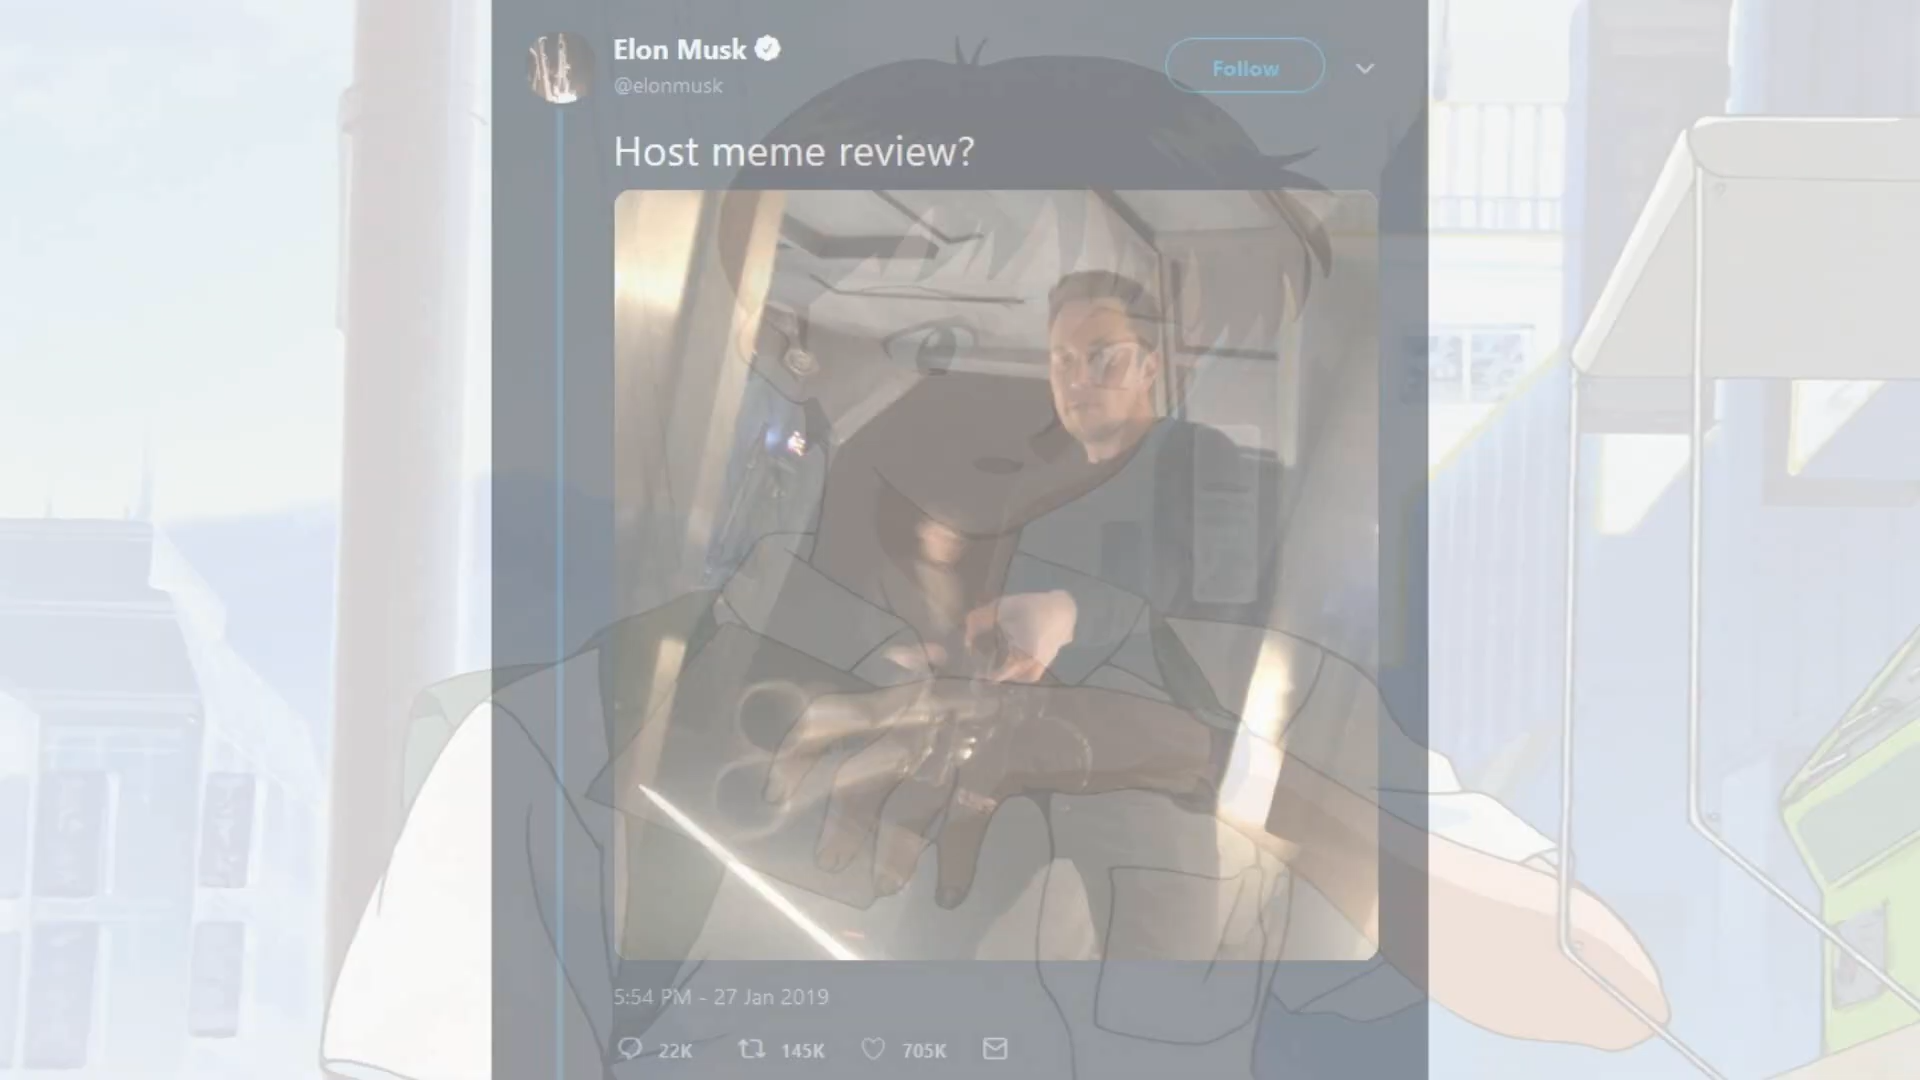 Elon Musk
@elonmusk
Follow
Host meme review?
5:54 PM - 27 Jan 2019
22K
145K
705K